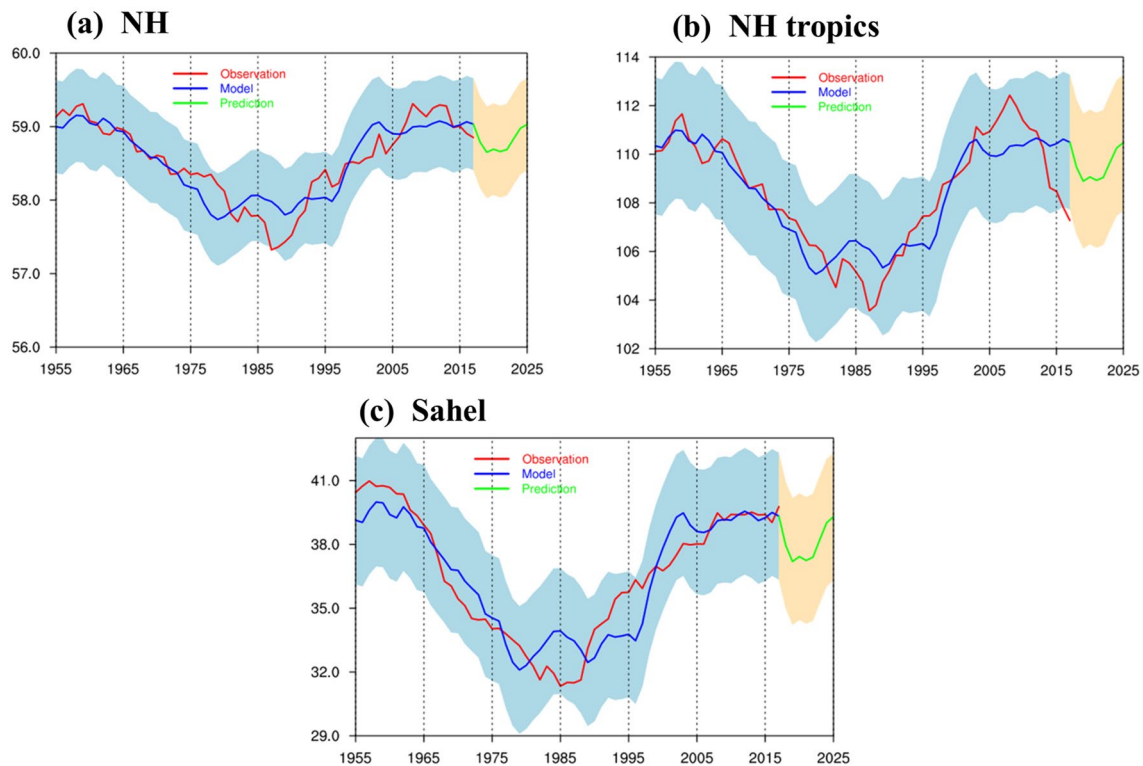 (a) NH
60.0
59.0
58.0
57.0
56.0
Observation
Model
Prediction
1955 1965 1975 1985 1995 2005 2015 2025
(b) NH tropics
114
112
110
108
106
104
102
Observation
Model
Prediction
1955 1965 1975 1985 1995 2005 2015 2025
(c) Sahel
41.0
38.0
35.0
32.0
29.0
Observation
Model
Prediction
1955 1965 1975 1985 1995 2005 2015 2025